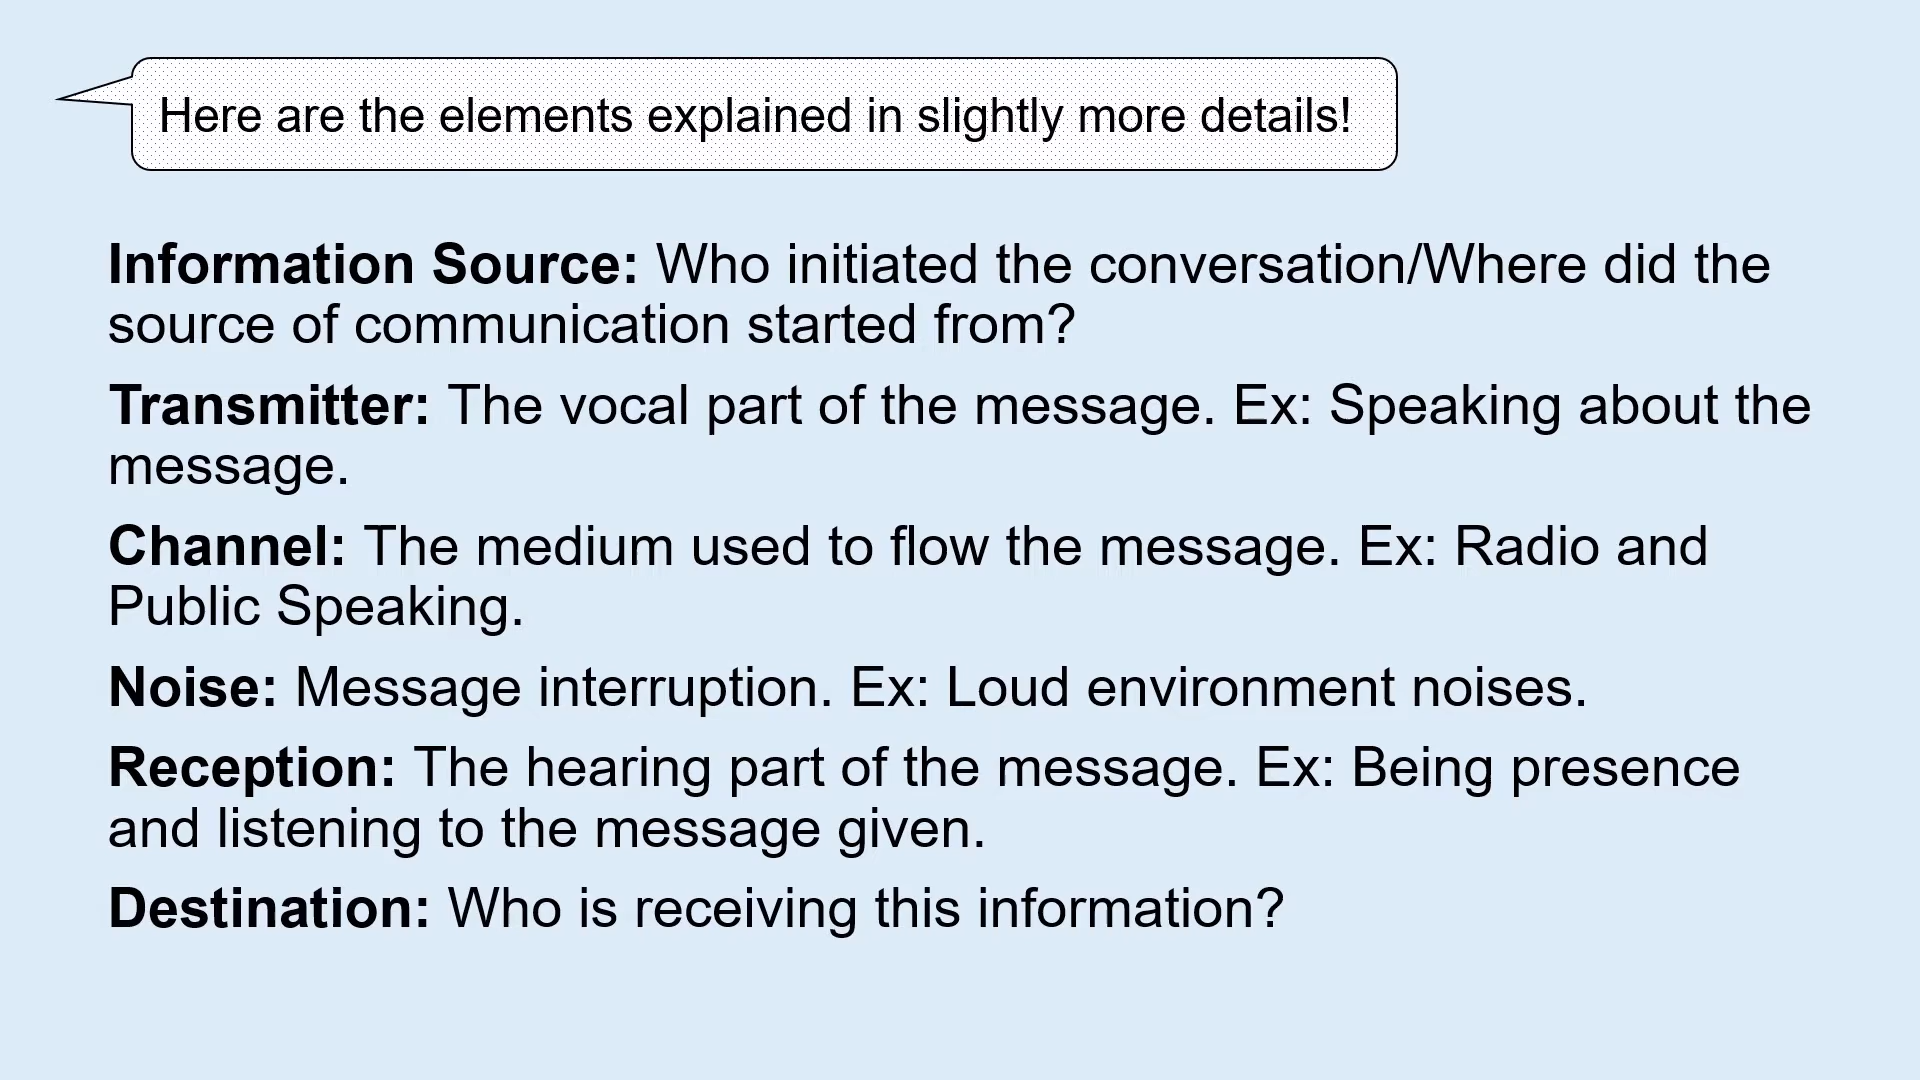 Here are the elements explained in slightly more details!
Information Source: Who initiated the conversation/Where did the
source of communication started from?
Transmitter: The vocal part of the message. Ex: Speaking about the
message.
Channel: The medium used to flow the message. Ex: Radio and
Public Speaking.
Noise: Message interruption. Ex: Loud environment noises.
Reception: The hearing part of the message. Ex: Being presence
and listening to the message given.
Destination: Who is receiving this information?